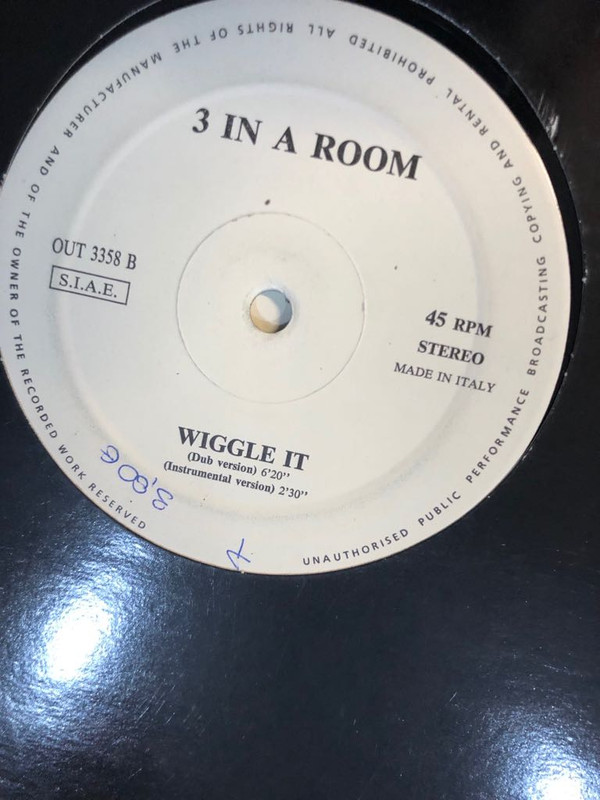 3 IN A ROOM
OUT 3358 B
S.I.A.E.
45 RPM
STEREO
MADE IN ITALY
WIGGLE IT
(Dub version) 6'20''
(Instrumental version) 2'30''
3,80€
ALL RIGHTS OF THE MANUFACTURER AND OF THE OWNER OF THE RECORDED WORK RESERVED
UNAUTHORISED PUBLIC PERFORMANCE BROADCASTING COPYING AND RENTAL PROHIBITED